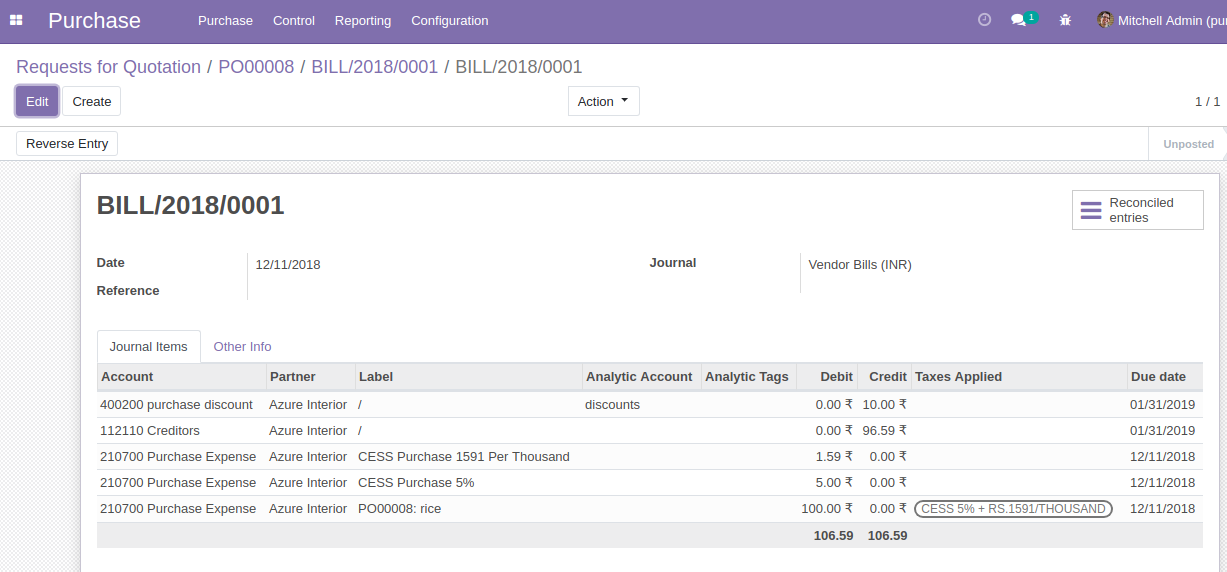 Purchase Purchase Control Reporting Configuration 1 Mitchell Admin (pur
Requests for Quotation / PO00008 / BILL/2018/0001 / BILL/2018/0001
Edit Create Action 1 / 1
Reverse Entry Unposted
BILL/2018/0001
Reconciled
entries
Date 12/11/2018 Journal Vendor Bills (INR)
Reference
Journal Items Other Info
Account Partner Label Analytic Account Analytic Tags Debit Credit Taxes Applied Due date
400200 purchase discount Azure Interior / discounts 0.00 ₹ 10.00 ₹ 01/31/2019
112110 Creditors Azure Interior / 0.00 ₹ 96.59 ₹ 01/31/2019
210700 Purchase Expense Azure Interior CESS Purchase 1591 Per Thousand 1.59 ₹ 0.00 ₹ 12/11/2018
210700 Purchase Expense Azure Interior CESS Purchase 5% 5.00 ₹ 0.00 ₹ 12/11/2018
210700 Purchase Expense Azure Interior PO00008: rice 100.00 ₹ 0.00 ₹ CESS 5% + RS.1591/THOUSAND 12/11/2018
106.59 106.59